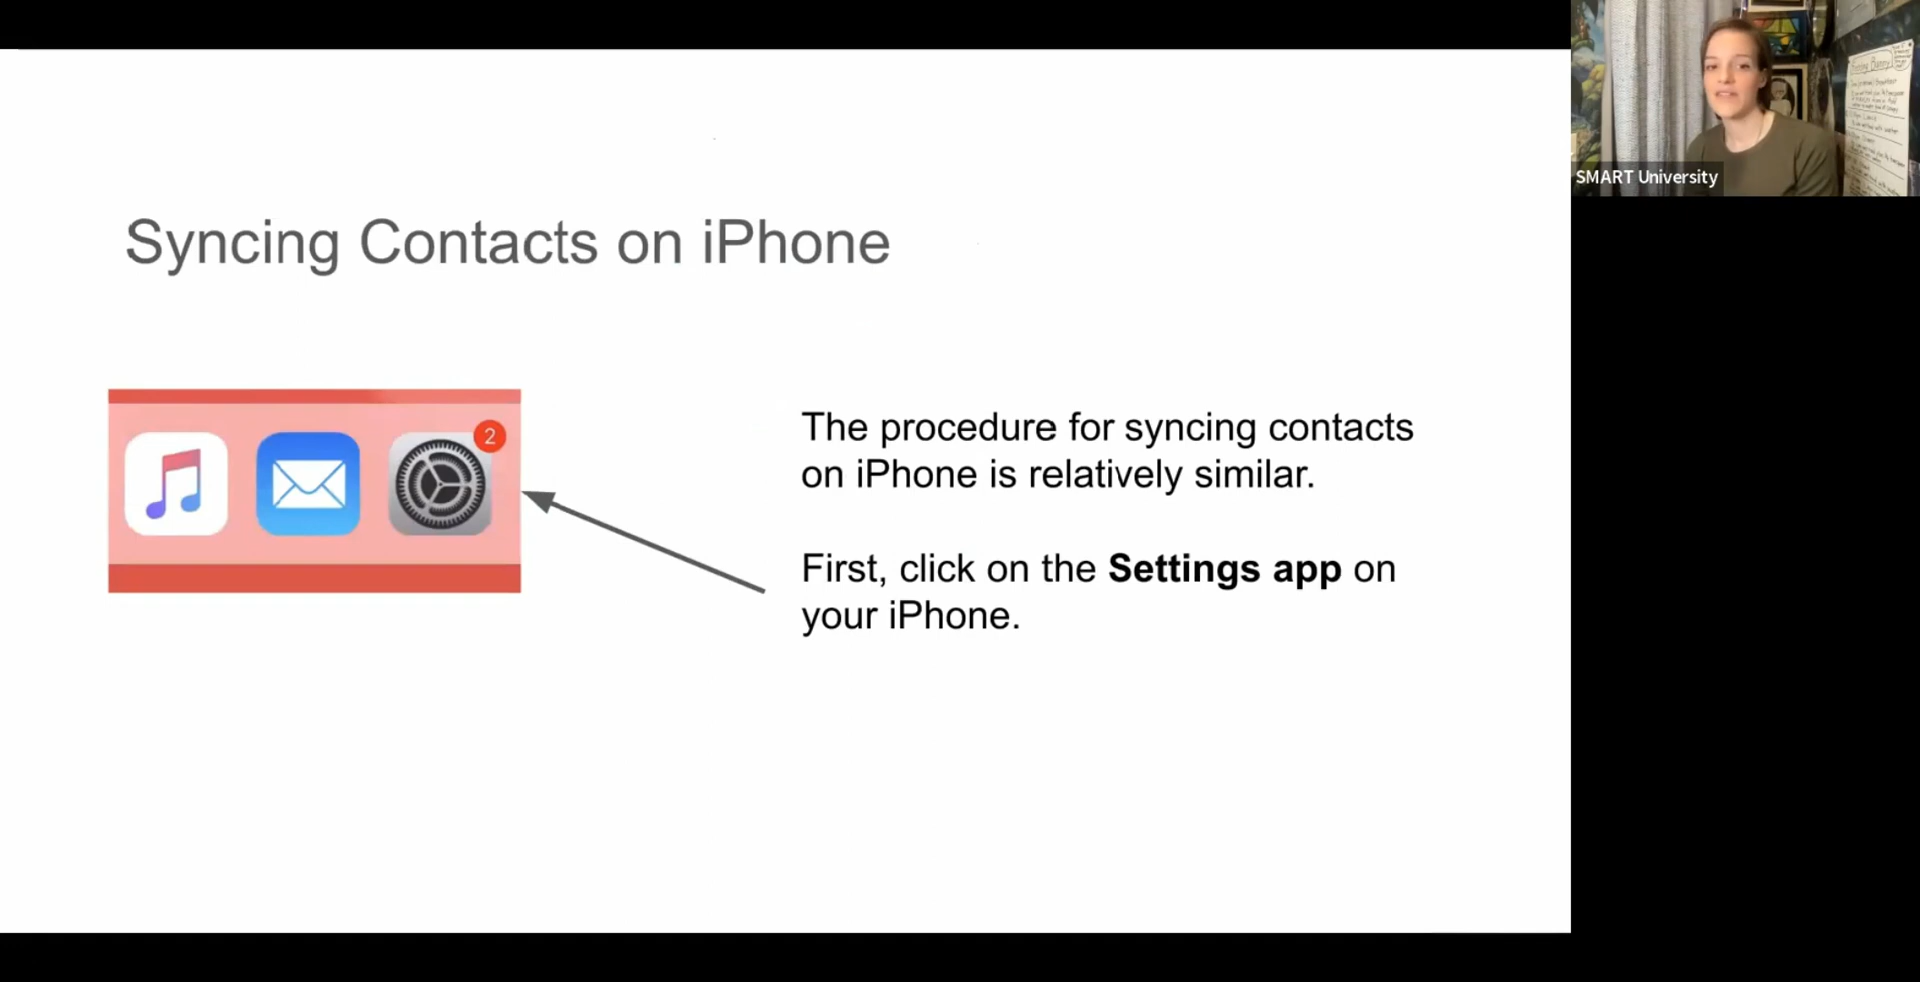 Syncing Contacts on iPhone
2
The procedure for syncing contacts
on iPhone is relatively similar.
First, click on the Settings app on
your iPhone.
SMART University